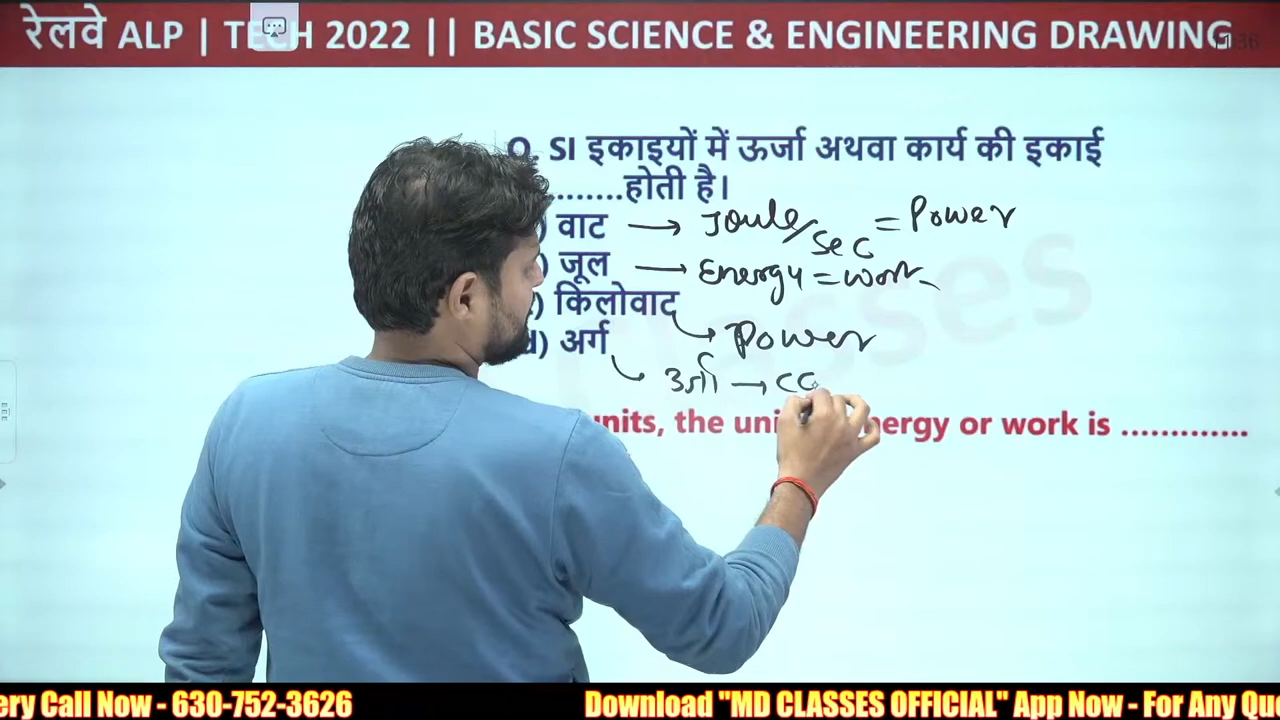 रेलवे ALP | TECH 2022 || BASIC SCIENCE & ENGINEERING DRAWING
Q. SI इकाइयों में ऊर्जा अथवा कार्य की इकाई
.........होती है।
) वाट → Joule/Sec = Power
) जूल → Energy = work
) किलोवाट → Power
d) अर्ग → उर्जा → CG
units, the uni energy or work is .............
classes
ery Call Now - 630-752-3626 Download "MD CLASSES OFFICIAL" App Now - For Any Qu